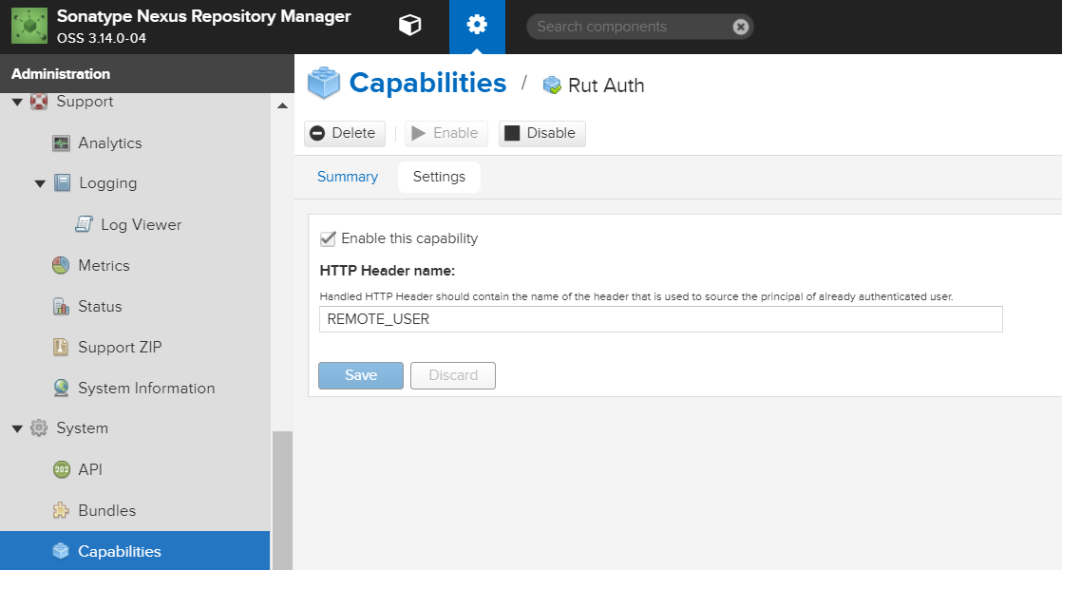 Sonatype Nexus Repository Manager
OSS 3.14.0-04
Search components
Administration
Support
Analytics
Logging
Log Viewer
Metrics
Status
Support ZIP
System Information
System
API
Bundles
Capabilities
Capabilities / Rut Auth
Delete Enable Disable
Summary Settings
Enable this capability
HTTP Header name:
Handled HTTP Header should contain the name of the header that is used to source the principal of already authenticated user.
REMOTE_USER
Save Discard